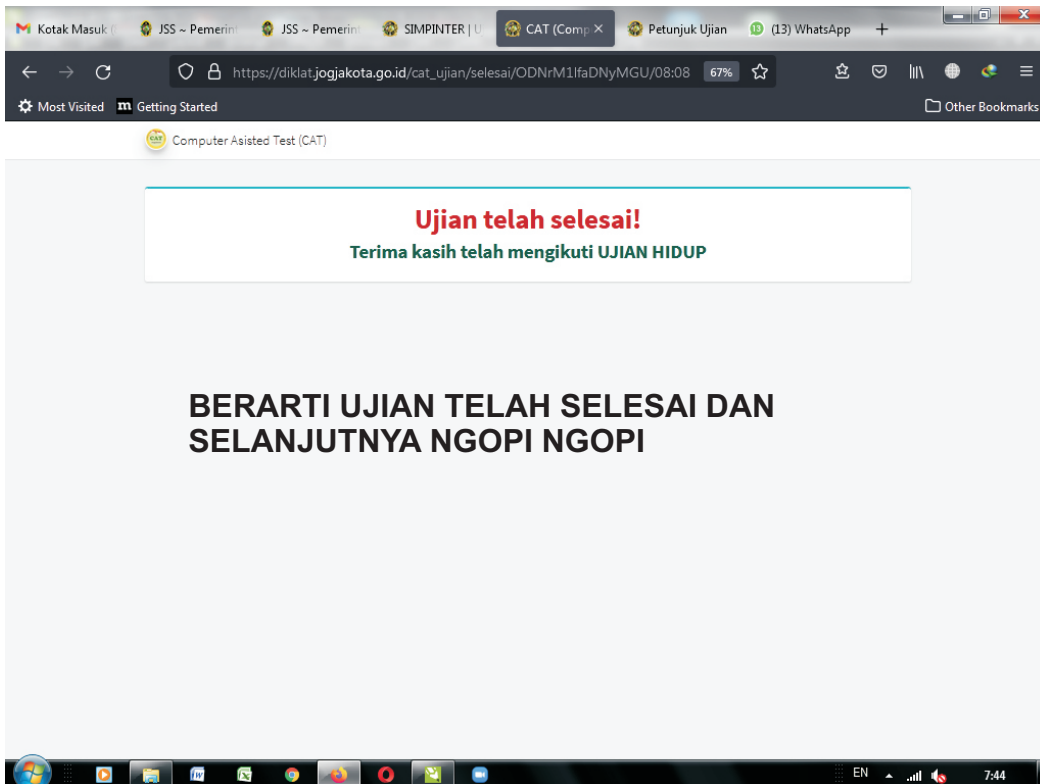 Kotak Masuk (
JSS ~ Pemerint
JSS ~ Pemerint
SIMPINTER | U
CAT (Comp
Petunjuk Ujian
(13) WhatsApp
https://diklat.jogjakota.go.id/cat_ujian/selesai/ODNrM1lfaDNyMGU/08:08
67%
Most Visited
Getting Started
Other Bookmarks
Computer Asisted Test (CAT)
Ujian telah selesai!
Terima kasih telah mengikuti UJIAN HIDUP
BERARTI UJIAN TELAH SELESAI DAN
SELANJUTNYA NGOPI NGOPI
EN
7:44